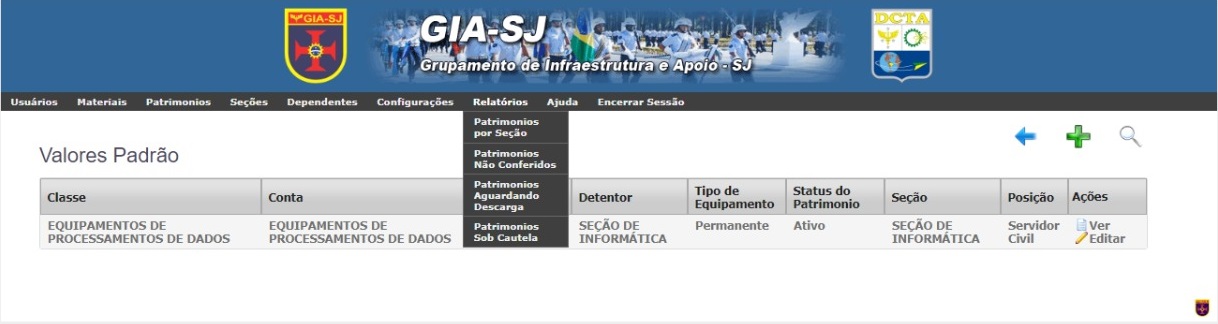 GIA-SJ
GIA-SJ
Grupamento de Infraestrutura e Apoio - SJ
DCTA
Usuários Materiais Patrimonios Seções Dependentes Configurações Relatórios Ajuda Encerrar Sessão
Patrimonios
por Seção
Patrimonios
Não Conferidos
Patrimonios
Aguardando
Descarga
Patrimonios
Sob Cautela
Valores Padrão
Classe
Conta
Detentor
Tipo de
Equipamento
Status do
Patrimonio
Seção
Posição
Ações
EQUIPAMENTOS DE
PROCESSAMENTOS DE DADOS
EQUIPAMENTOS DE
PROCESSAMENTOS DE DADOS
SEÇÃO DE
INFORMÁTICA
Permanente
Ativo
SEÇÃO DE
INFORMÁTICA
Servidor
Civil
Ver
Editar